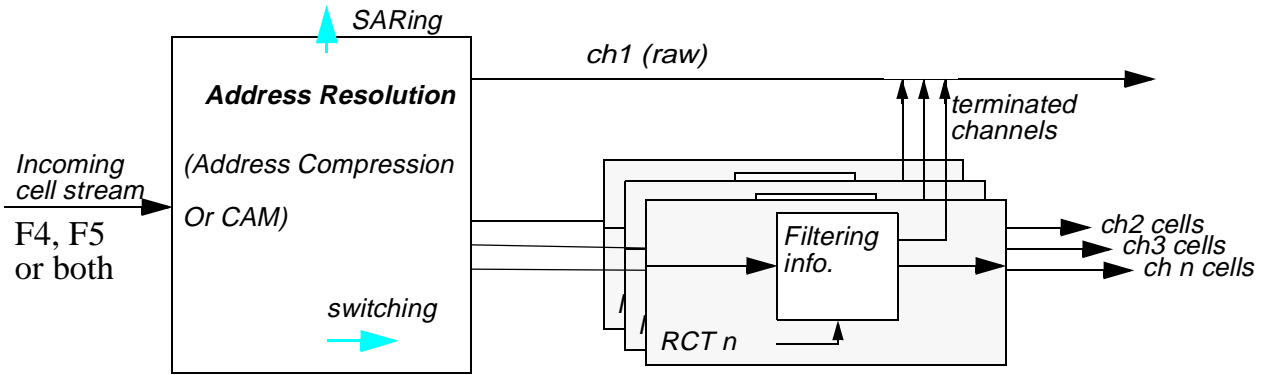 SARing
ch1 (raw)
Address Resolution
terminated
channels
Incoming
cell stream
(Address Compression
Or CAM)
F4, F5
or both
Filtering
info.
ch2 cells
ch3 cells
ch n cells
switching
RCT n